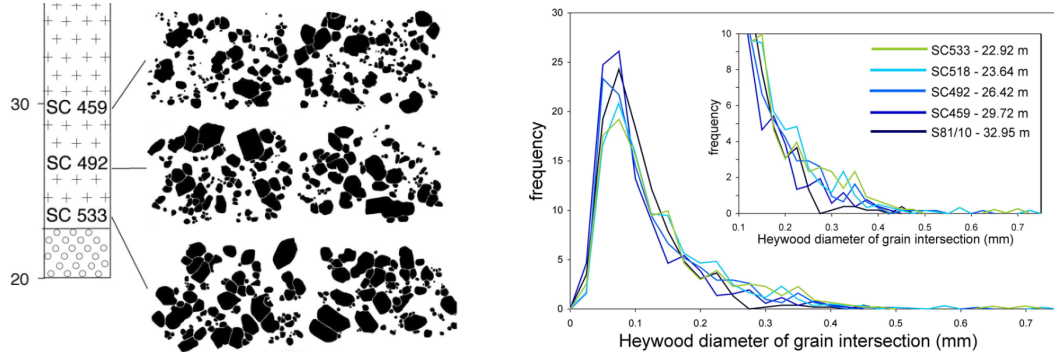 30
SC 459
SC 492
SC 533
20
frequency
30
25
20
15
10
5
0
0
0.1
0.2
0.3
0.4
0.5
0.6
0.7
Heywood diameter of grain intersection (mm)
frequency
10
8
6
4
2
0
0.1
0.2
0.3
0.4
0.5
0.6
0.7
Heywood diameter of grain intersection (mm)
SC533 - 22.92 m
SC518 - 23.64 m
SC492 - 26.42 m
SC459 - 29.72 m
S81/10 - 32.95 m